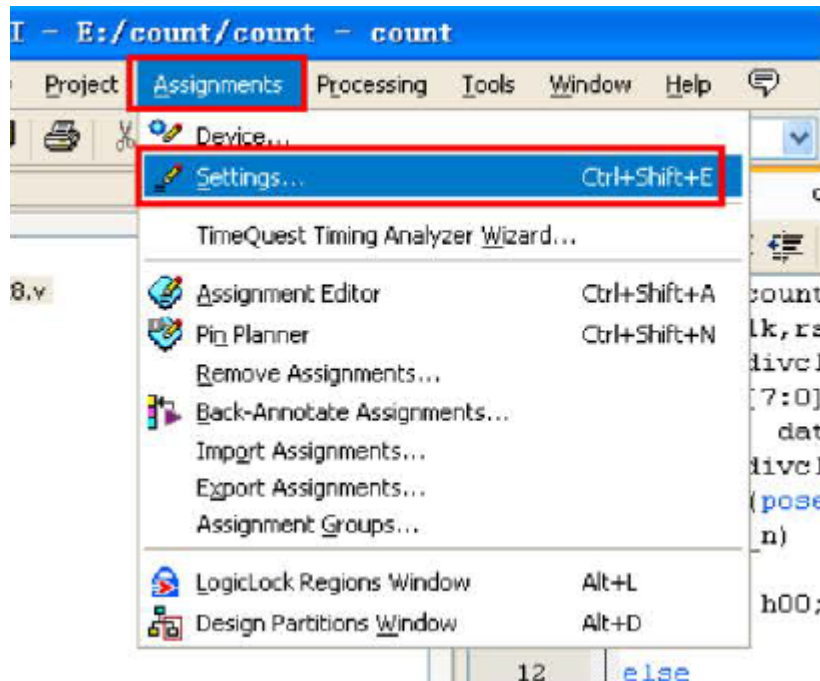 I - E:/count/count - count
Project Assignments Processing Tools Window Help
Device...
Settings... Ctrl+Shift+E
TimeQuest Timing Analyzer Wizard...
8.v
Assignment Editor Ctrl+Shift+A
count
Pin Planner Ctrl+Shift+N
lk,rs
Remove Assignments...
divcl
[7:0]
Back-Annotate Assignments...
dat
Import Assignments...
divcl
Export Assignments...
(pose
Assignment Groups...
_n)
LogicLock Regions Window Alt+L
h00;
Design Partitions Window Alt+D
12 else